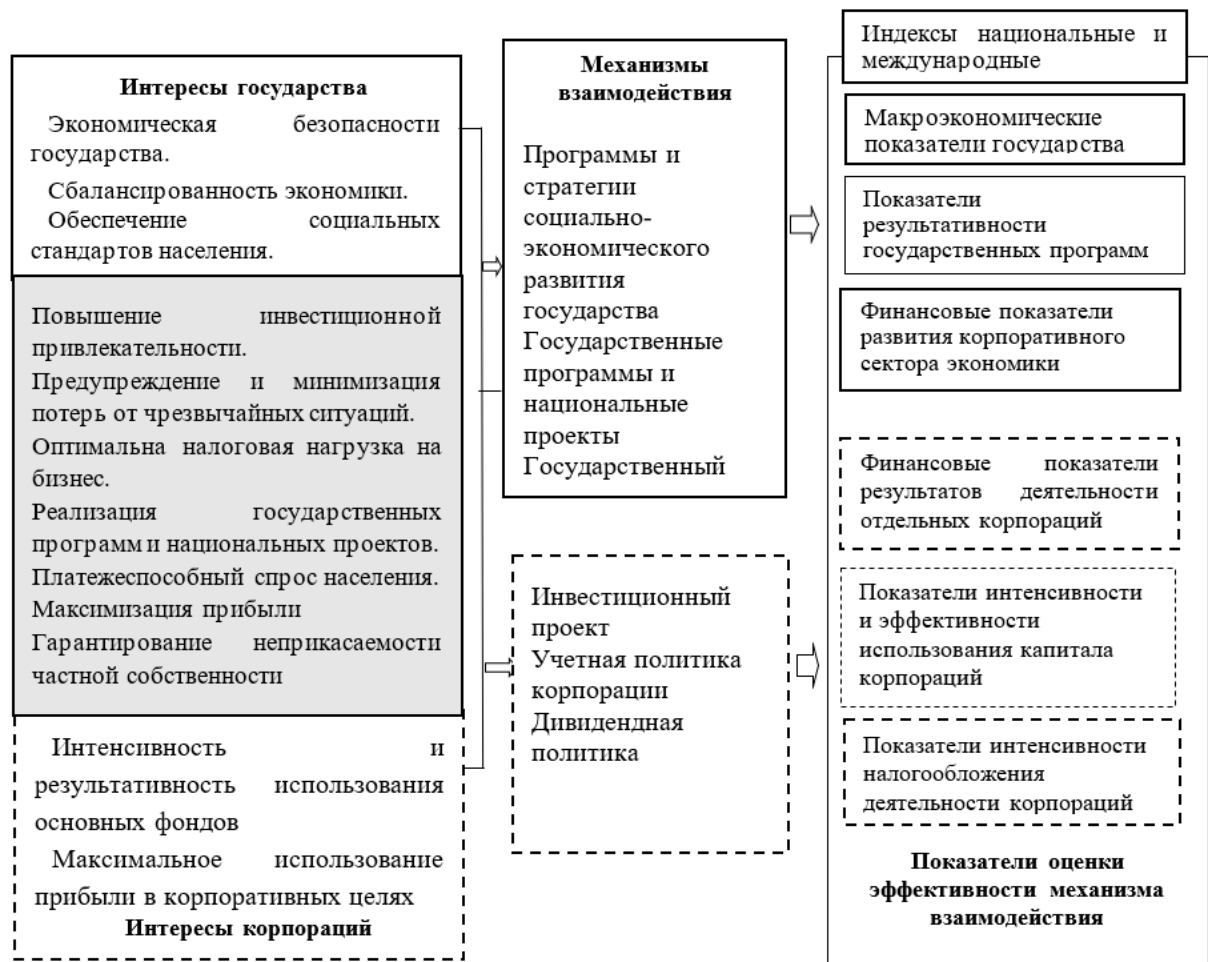 Интересы государства
Экономическая безопасности
государства.
Сбалансированность экономики.
Обеспечение социальных
стандартов населения.
Повышение инвестиционной
привлекательности.
Предупреждение и минимизация
потерь от чрезвычайных ситуаций.
Оптимальна налоговая нагрузка на
бизнес.
Реализация государственных
программ и национальных проектов.
Платежеспособный спрос населения.
Максимизация прибыли
Гарантирование неприкасаемости
частной собственности
Интенсивность и
результативность использования
основных фондов
Максимальное использование
прибыли в корпоративных целях
Интересы корпораций
Механизмы
взаимодействия
Программы и
стратегии
социально-
экономического
развития
государства
Государственные
программы и
национальные
проекты
Государственный
Инвестиционный
проект
Учетная политика
корпорации
Дивидендная
политика
Индексы национальные и
международные
Макроэкономические
показатели государства
Показатели
результативности
государственных программ
Финансовые показатели
развития корпоративного
сектора экономики
Финансовые показатели
результатов деятельности
отдельных корпораций
Показатели интенсивности
и эффективности
использования капитала
корпораций
Показатели интенсивности
налогообложения
деятельности корпораций
Показатели оценки
эффективности механизма
взаимодействия